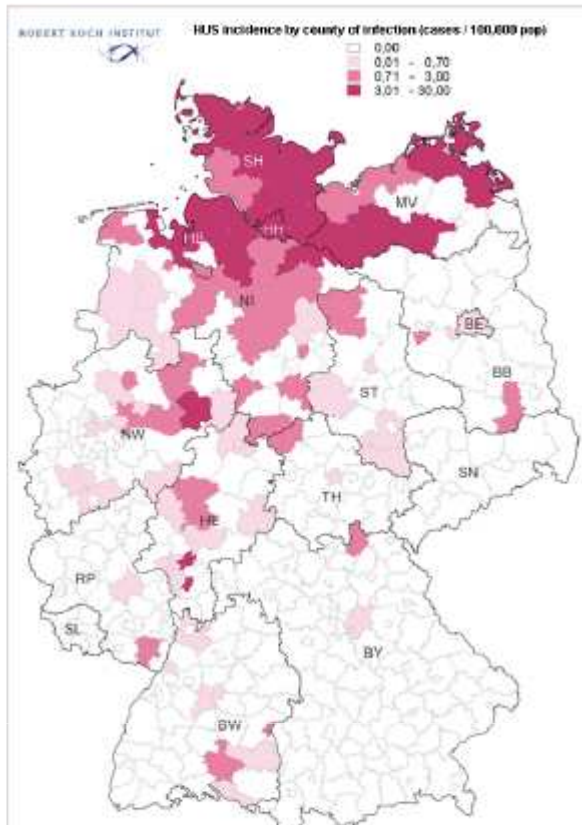 ROBERT KOCH INSTITUT
HUS incidence by county of infection (cases / 100,000 pop)
0,00
0,01 - 0,70
0,71 - 3,00
3,01 - 30,00
SH
MV
HH
HB
NI
BE
BB
ST
NW
SN
TH
HE
RP
SL
BY
BW